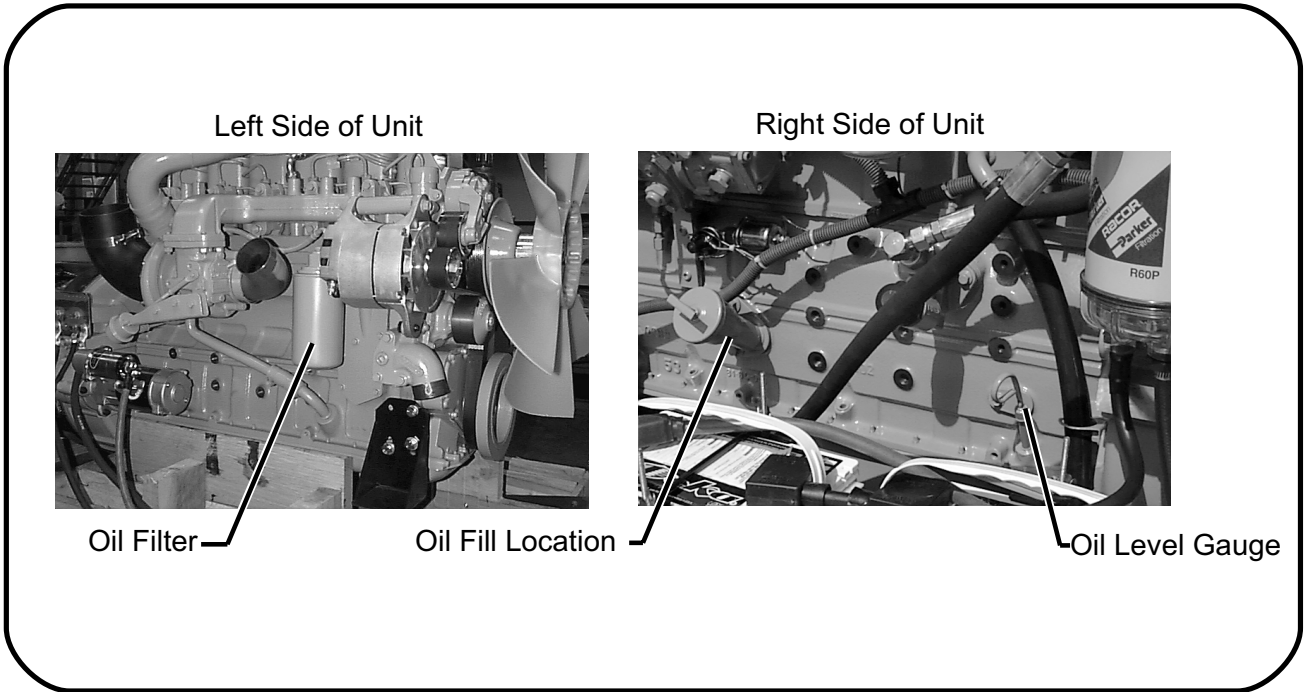 Left Side of Unit
Right Side of Unit
RACOR
Parker
Filtration
R60P
Oil Filter
Oil Fill Location
Oil Level Gauge